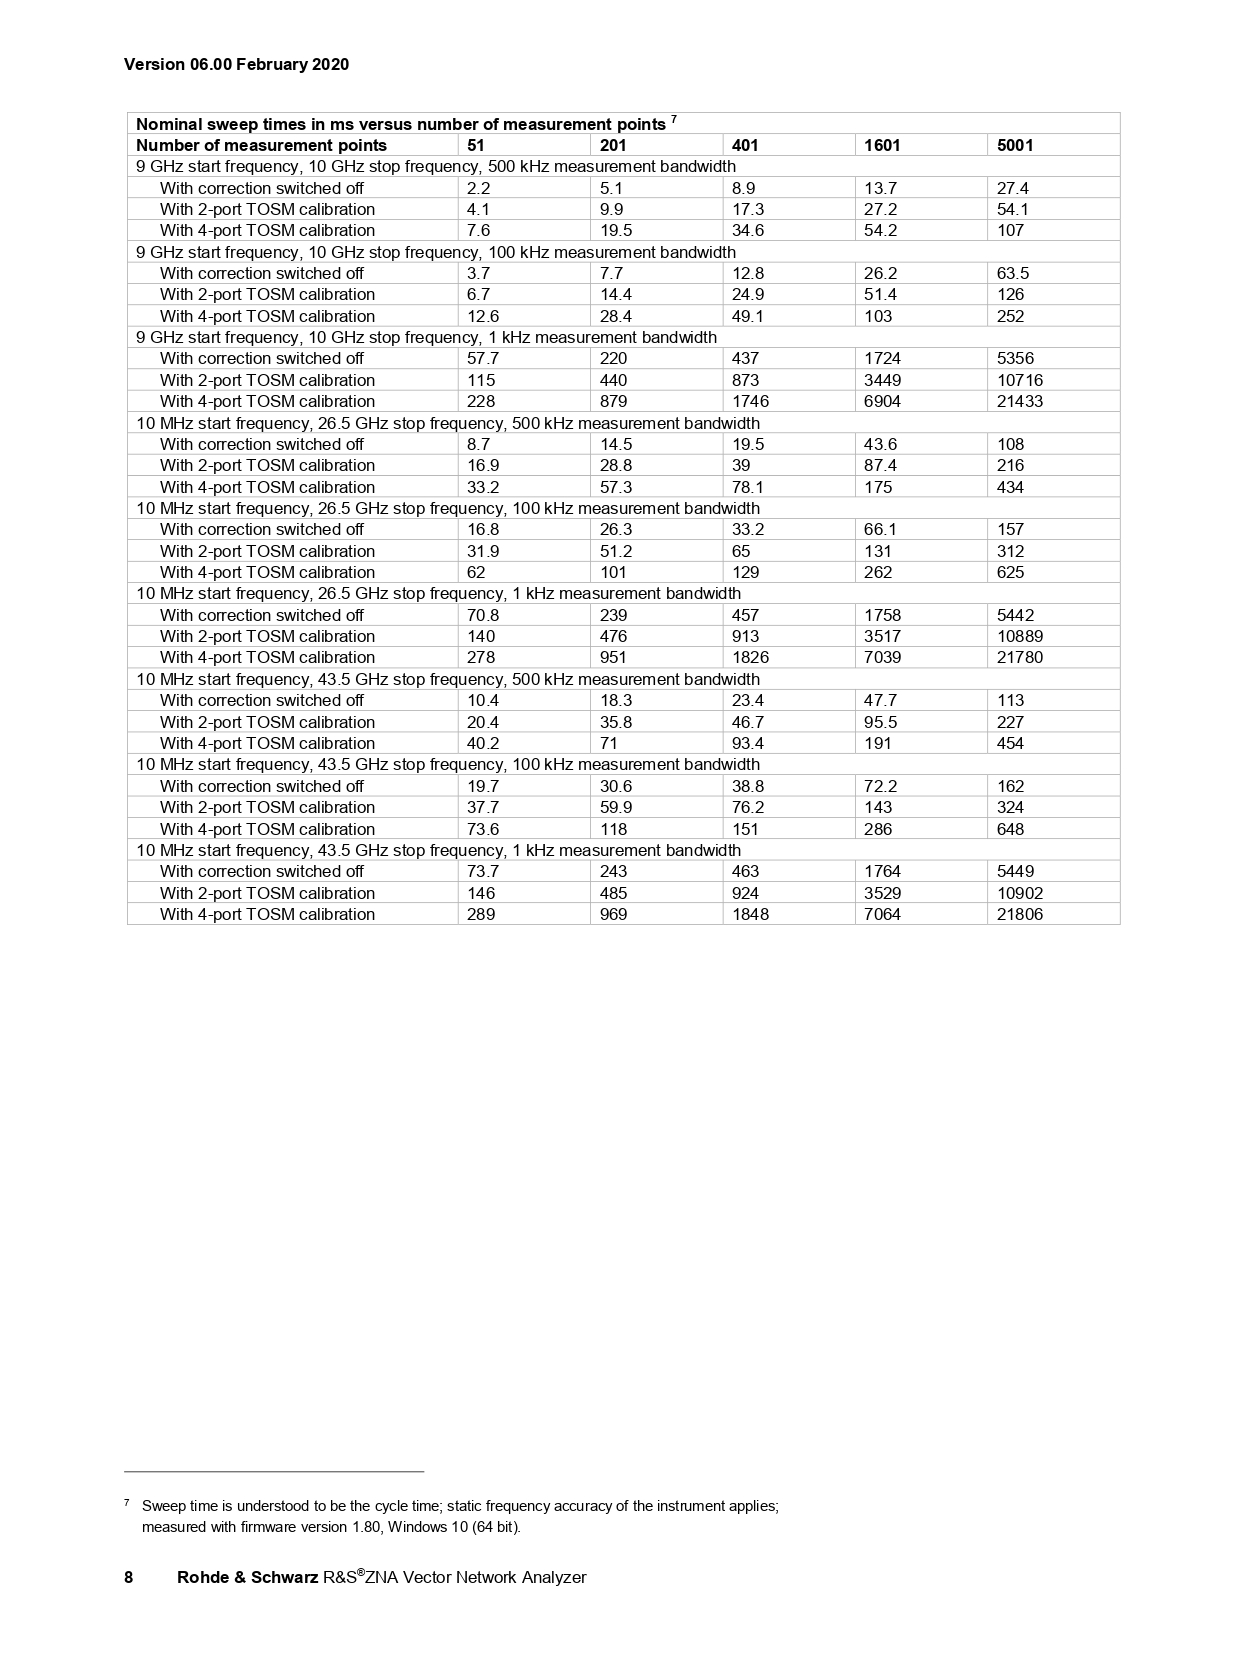 Version 06.00 February 2020
Nominal sweep times in ms versus number of measurement points 7
Number of measurement points 51 201 401 1601 5001
9 GHz start frequency, 10 GHz stop frequency, 500 kHz measurement bandwidth
With correction switched off 2.2 5.1 8.9 13.7 27.4
With 2-port TOSM calibration 4.1 9.9 17.3 27.2 54.1
With 4-port TOSM calibration 7.6 19.5 34.6 54.2 107
9 GHz start frequency, 10 GHz stop frequency, 100 kHz measurement bandwidth
With correction switched off 3.7 7.7 12.8 26.2 63.5
With 2-port TOSM calibration 6.7 14.4 24.9 51.4 126
With 4-port TOSM calibration 12.6 28.4 49.1 103 252
9 GHz start frequency, 10 GHz stop frequency, 1 kHz measurement bandwidth
With correction switched off 57.7 220 437 1724 5356
With 2-port TOSM calibration 115 440 873 3449 10716
With 4-port TOSM calibration 228 879 1746 6904 21433
10 MHz start frequency, 26.5 GHz stop frequency, 500 kHz measurement bandwidth
With correction switched off 8.7 14.5 19.5 43.6 108
With 2-port TOSM calibration 16.9 28.8 39 87.4 216
With 4-port TOSM calibration 33.2 57.3 78.1 175 434
10 MHz start frequency, 26.5 GHz stop frequency, 100 kHz measurement bandwidth
With correction switched off 16.8 26.3 33.2 66.1 157
With 2-port TOSM calibration 31.9 51.2 65 131 312
With 4-port TOSM calibration 62 101 129 262 625
10 MHz start frequency, 26.5 GHz stop frequency, 1 kHz measurement bandwidth
With correction switched off 70.8 239 457 1758 5442
With 2-port TOSM calibration 140 476 913 3517 10889
With 4-port TOSM calibration 278 951 1826 7039 21780
10 MHz start frequency, 43.5 GHz stop frequency, 500 kHz measurement bandwidth
With correction switched off 10.4 18.3 23.4 47.7 113
With 2-port TOSM calibration 20.4 35.8 46.7 95.5 227
With 4-port TOSM calibration 40.2 71 93.4 191 454
10 MHz start frequency, 43.5 GHz stop frequency, 100 kHz measurement bandwidth
With correction switched off 19.7 30.6 38.8 72.2 162
With 2-port TOSM calibration 37.7 59.9 76.2 143 324
With 4-port TOSM calibration 73.6 118 151 286 648
10 MHz start frequency, 43.5 GHz stop frequency, 1 kHz measurement bandwidth
With correction switched off 73.7 243 463 1764 5449
With 2-port TOSM calibration 146 485 924 3529 10902
With 4-port TOSM calibration 289 969 1848 7064 21806
7 Sweep time is understood to be the cycle time; static frequency accuracy of the instrument applies;
measured with firmware version 1.80, Windows 10 (64 bit).
8 Rohde & Schwarz R&S®ZNA Vector Network Analyzer